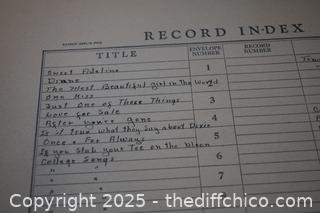 RECORD INDEX
TITLE
ENVELOPE NUMBER
RECORD NUMBER
Sweet Adeline
Diane
1
The Most Beautiful girl in the World
One Kiss
2
Just One of Those Things
Love for Sale
3
After You've Gone
Is it true what they say about Dixie
4
Once & For Always
5
If you stub your Toe on the Moon
College Songs
6
" "
7
" "
" "
Copyright 2025 - ThisOrThatAuctions.com